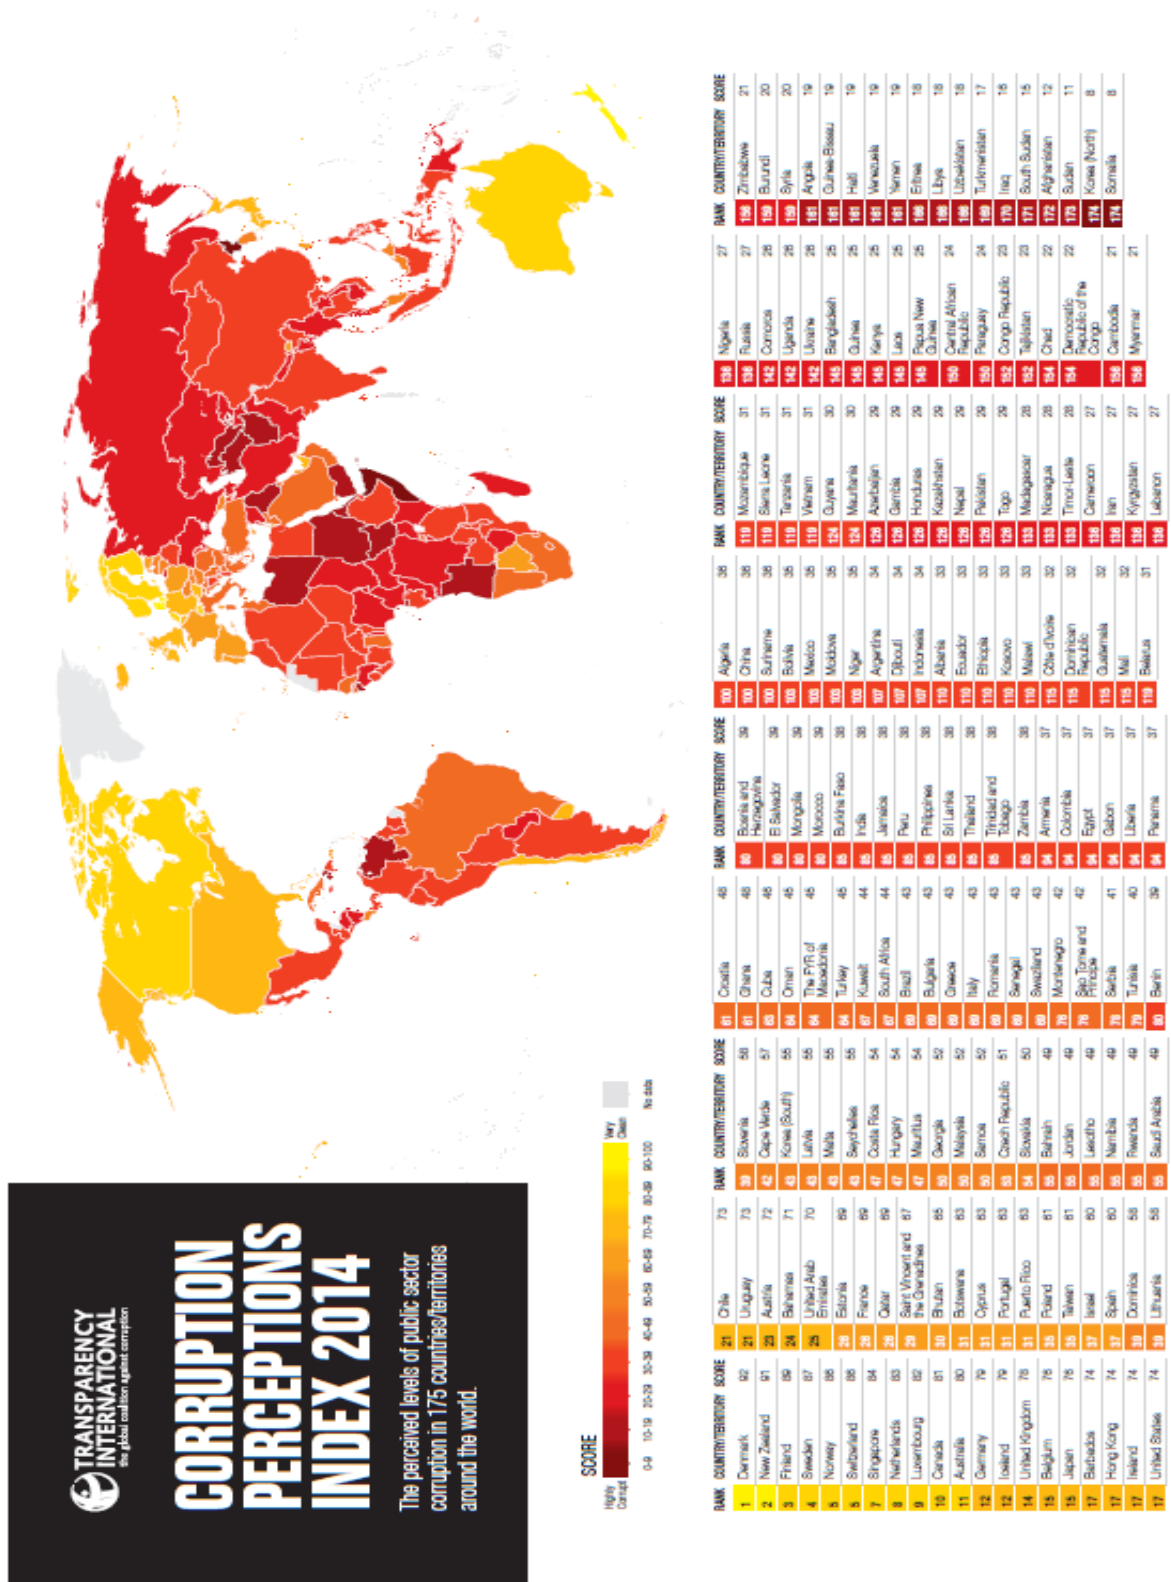 TRANSPARENCY
INTERNATIONAL
the global coalition against corruption
CORRUPTION
PERCEPTIONS
INDEX 2014
The perceived levels of public sector
corruption in 175 countries/territories
around the world.
SCORE
Highly
Corrupt
Very
Clean
0-9 10-19 20-29 30-39 40-49 50-59 60-69 70-79 80-89 90-100 No data
RANK COUNTRY/TERRITORY SCORE
1 Denmark 92
2 New Zealand 91
3 Finland 89
4 Sweden 87
5 Norway 86
5 Switzerland 86
7 Singapore 84
8 Netherlands 83
9 Luxembourg 82
10 Canada 81
11 Australia 80
12 Germany 79
12 Iceland 79
14 United Kingdom 78
15 Belgium 76
15 Japan 76
17 Barbados 74
17 Hong Kong 74
17 Ireland 74
17 United States 74
21 Chile 73
21 Uruguay 73
23 Austria 72
24 Bahamas 71
25 United Arab
Emirates 70
26 Estonia 69
26 France 69
26 Qatar 69
29 Saint Vincent and
the Grenadines 67
30 Bhutan 65
31 Botswana 63
31 Cyprus 63
31 Portugal 63
31 Puerto Rico 63
35 Poland 61
35 Taiwan 61
37 Israel 60
37 Spain 60
39 Dominica 58
39 Lithuania 58
RANK COUNTRY/TERRITORY SCORE
39 Slovenia 58
42 Cape Verde 57
43 Korea (South) 55
43 Latvia 55
43 Malta 55
43 Seychelles 55
47 Costa Rica 54
47 Hungary 54
47 Mauritius 54
50 Georgia 52
50 Malaysia 52
50 Samoa 52
53 Czech Republic 51
54 Slovakia 50
55 Bahrain 49
55 Jordan 49
55 Lesotho 49
55 Namibia 49
55 Rwanda 49
55 Saudi Arabia 49
61 Croatia 48
61 Ghana 48
63 Cuba 46
64 Oman 45
64 The FYR of
Macedonia 45
64 Turkey 45
67 Kuwait 44
67 South Africa 44
69 Brazil 43
69 Bulgaria 43
69 Greece 43
69 Italy 43
69 Romania 43
69 Senegal 43
69 Swaziland 43
76 Montenegro 42
76 Sao Tome and
Principe 42
78 Serbia 41
79 Tunisia 40
80 Benin 39
RANK COUNTRY/TERRITORY SCORE
80 Bosnia and
Herzegovina 39
80 El Salvador 39
80 Mongolia 39
80 Morocco 39
85 Burkina Faso 38
85 India 38
85 Jamaica 38
85 Peru 38
85 Philippines 38
85 Sri Lanka 38
85 Thailand 38
85 Trinidad and
Tobago 38
85 Zambia 38
94 Armenia 37
94 Colombia 37
94 Egypt 37
94 Gabon 37
94 Liberia 37
94 Panama 37
100 Algeria 36
100 China 36
100 Suriname 36
103 Bolivia 35
103 Mexico 35
103 Moldova 35
103 Niger 35
107 Argentina 34
107 Djibouti 34
107 Indonesia 34
110 Albania 33
110 Ecuador 33
110 Ethiopia 33
110 Kosovo 33
110 Malawi 33
115 Côte d'Ivoire 32
115 Dominican
Republic 32
115 Guatemala 32
115 Mali 32
119 Belarus 31
RANK COUNTRY/TERRITORY SCORE
119 Mozambique 31
119 Sierra Leone 31
119 Tanzania 31
119 Vietnam 31
124 Guyana 30
124 Mauritania 30
126 Azerbaijan 29
126 Gambia 29
126 Honduras 29
126 Kazakhstan 29
126 Nepal 29
126 Pakistan 29
126 Togo 29
133 Madagascar 28
133 Nicaragua 28
133 Timor-Leste 28
136 Cameroon 27
136 Iran 27
136 Kyrgyzstan 27
136 Lebanon 27
136 Nigeria 27
136 Russia 27
142 Comoros 26
142 Uganda 26
142 Ukraine 26
145 Bangladesh 25
145 Guinea 25
145 Kenya 25
145 Laos 25
145 Papua New
Guinea 25
150 Central African
Republic 24
150 Paraguay 24
152 Congo Republic 23
152 Tajikistan 23
154 Chad 22
154 Democratic
Republic of the
Congo 22
156 Cambodia 21
156 Myanmar 21
RANK COUNTRY/TERRITORY SCORE
156 Zimbabwe 21
159 Burundi 20
159 Syria 20
161 Angola 19
161 Guinea-Bissau 19
161 Haiti 19
161 Venezuela 19
161 Yemen 19
166 Eritrea 18
166 Libya 18
166 Uzbekistan 18
169 Turkmenistan 17
170 Iraq 16
171 South Sudan 15
172 Afghanistan 12
173 Sudan 11
174 Korea (North) 8
174 Somalia 8